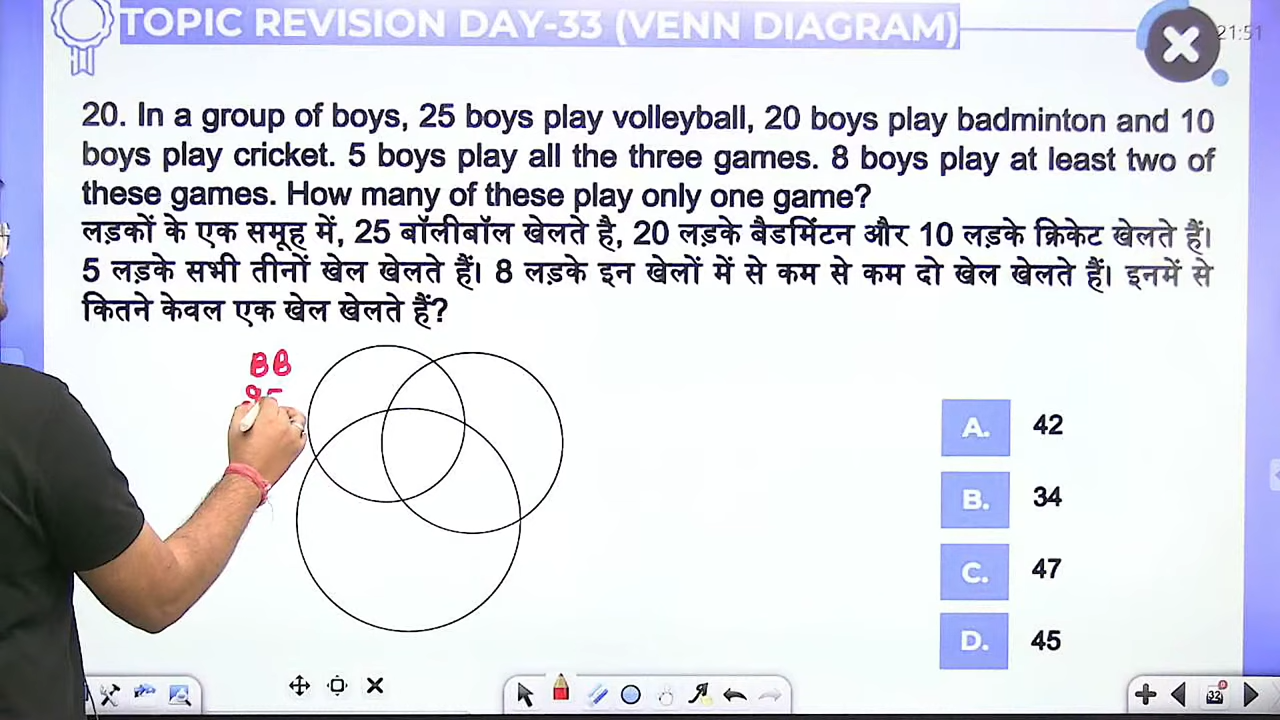 TOPIC REVISION DAY-33 (VENN DIAGRAM)
21:51
20. In a group of boys, 25 boys play volleyball, 20 boys play badminton and 10
boys play cricket. 5 boys play all the three games. 8 boys play at least two of
these games. How many of these play only one game?
लड़कों के एक समूह में, 25 बॉलीबॉल खेलते है, 20 लड़के बैडमिंटन और 10 लड़के क्रिकेट खेलते हैं।
5 लड़के सभी तीनों खेल खेलते हैं। 8 लड़के इन खेलों में से कम से कम दो खेल खेलते हैं। इनमें से
कितने केवल एक खेल खेलते हैं?
BB
A. 42
B. 34
C. 47
D. 45
32